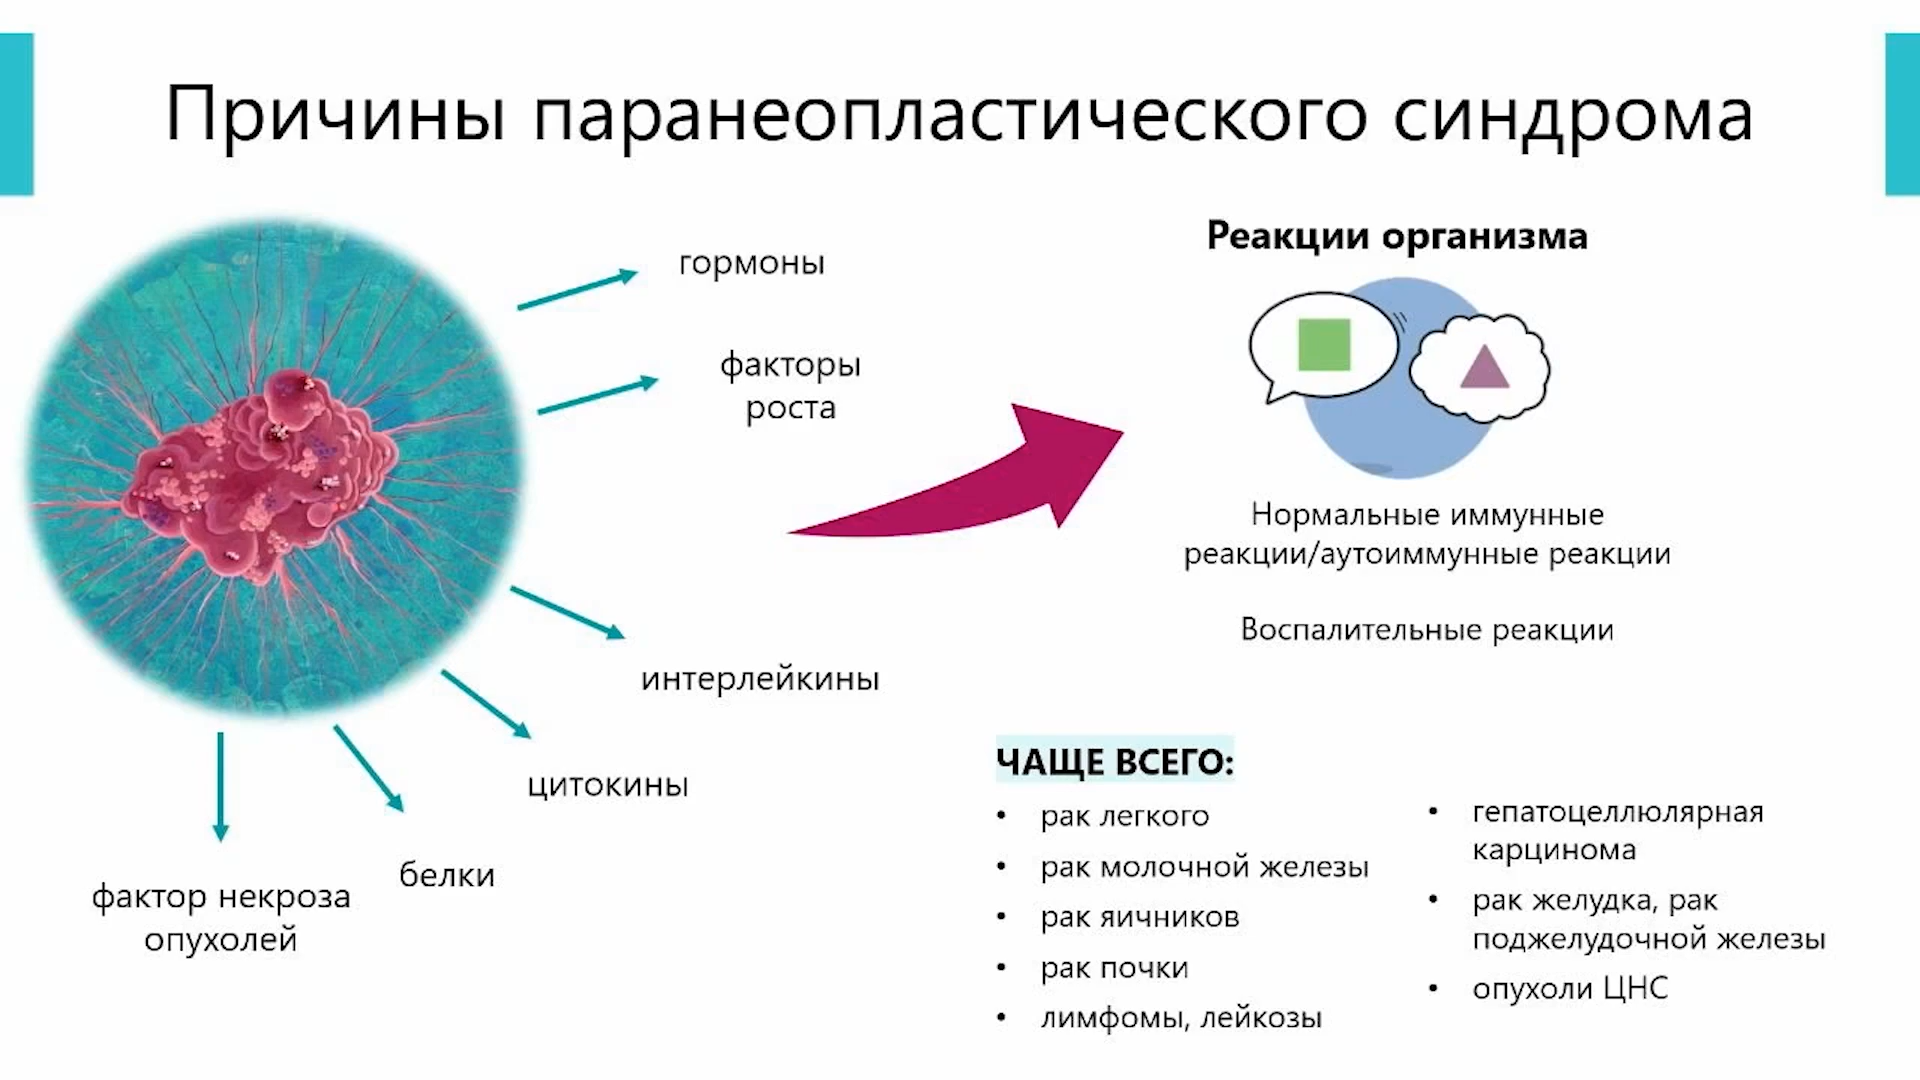 Причины паранеопластического синдрома
гормоны
факторы
роста
интерлейкины
цитокины
белки
фактор некроза
опухолей
Реакции организма
Нормальные иммунные
реакции/аутоиммунные реакции
Воспалительные реакции
ЧАЩЕ ВСЕГО:
• рак легкого
• рак молочной железы
• рак яичников
• рак почки
• лимфомы, лейкозы
• гепатоцеллюлярная
карцинома
• рак желудка, рак
поджелудочной железы
• опухоли ЦНС